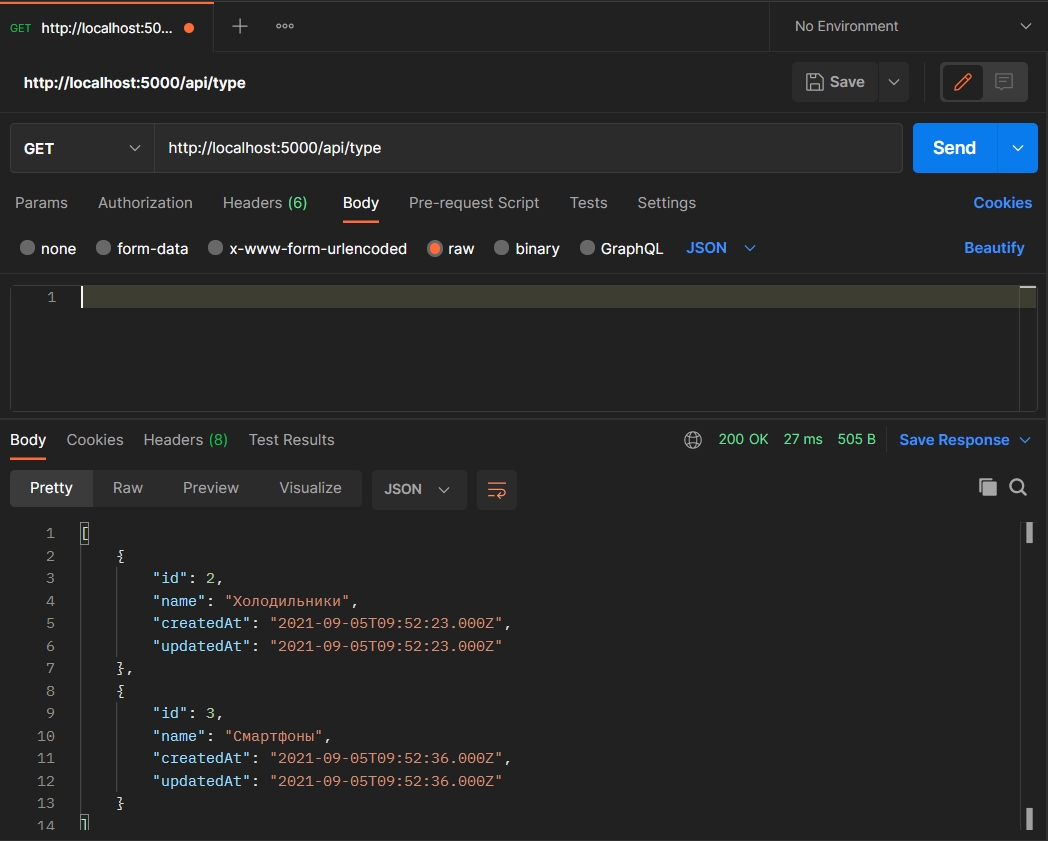 GET http://localhost:50...
No Environment
http://localhost:5000/api/type
Save
GET http://localhost:5000/api/type Send
Params Authorization Headers (6) Body Pre-request Script Tests Settings Cookies
none form-data x-www-form-urlencoded raw binary GraphQL JSON Beautify
1
Body Cookies Headers (8) Test Results 200 OK 27 ms 505 B Save Response
Pretty Raw Preview Visualize JSON
1 [
2 {
3 "id": 2,
4 "name": "Холодильники",
5 "createdAt": "2021-09-05T09:52:23.000Z",
6 "updatedAt": "2021-09-05T09:52:23.000Z"
7 },
8 {
9 "id": 3,
10 "name": "Смартфоны",
11 "createdAt": "2021-09-05T09:52:36.000Z",
12 "updatedAt": "2021-09-05T09:52:36.000Z"
13 }
14 ]